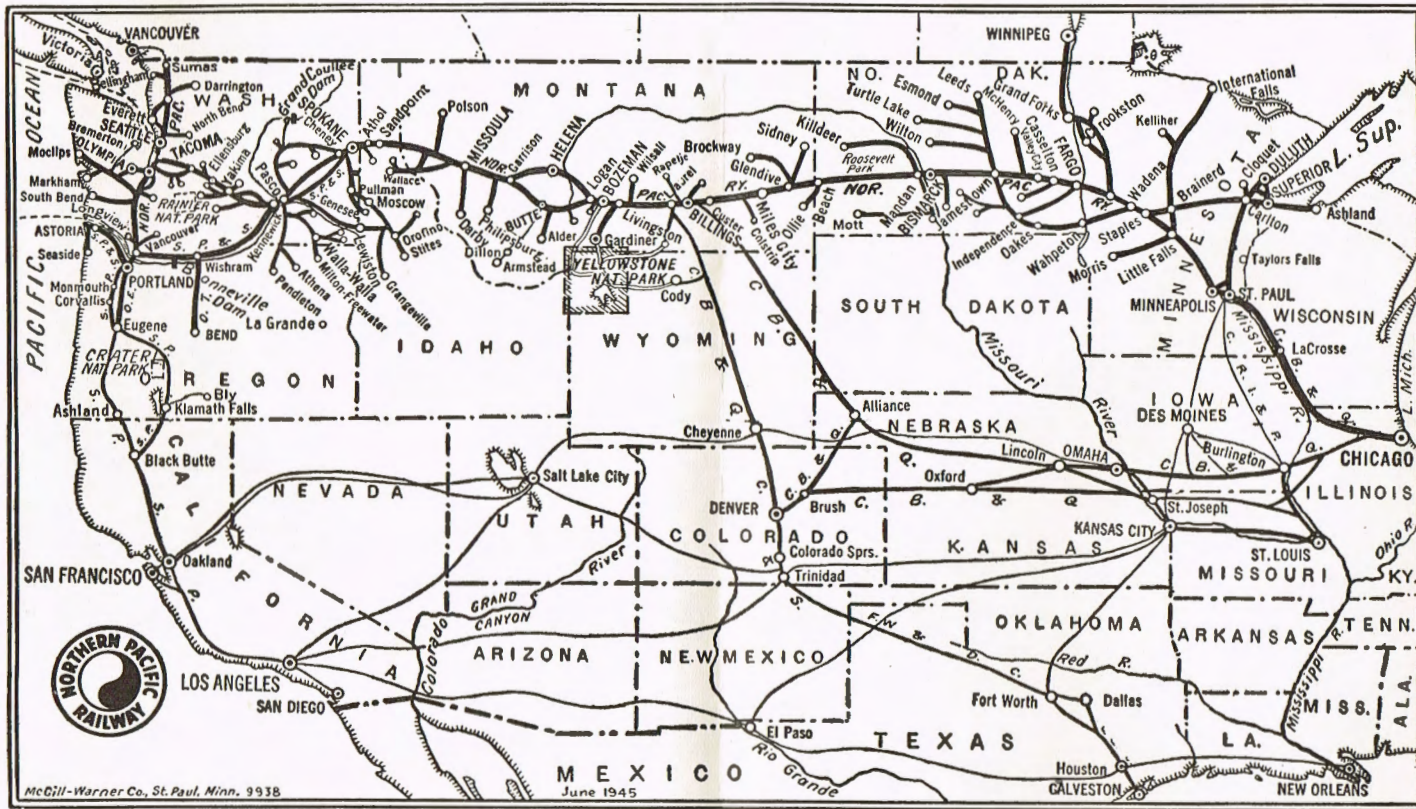 VANCOUVER
Victoria
Sumas
Bellingham
Darrington
WASH.
North Bend
Everett
SEATTLE
Bremerton
OLYMPIA
TACOMA
Moclips
Ellensburg
Yakima
Markham
South Bend
RAINIER
NAT. PARK
Longview
ASTORIA
Seaside
Vancouver
Kennewick
Pasco
Grand Coulee
Dam
Cheney
SPOKANE
Athol
Sandpoint
Wallace
Pullman
Moscow
Genesee
Lewiston
Orofino
Stites
Grangeville
Walla-Walla
Milton-Freewater
Athena
Pendleton
La Grande
S. P. & S.
Wishram
PORTLAND
Bonneville
Dam
O. T.
BEND
Monmouth
Corvallis
O. E.
Eugene
CRATER
NAT. PARK
OREGON
Bly
Klamath Falls
Ashland
Black Butte
S. P.
PACIFIC OCEAN
NOR. PAC. RY.
MONTANA
Polson
MISSOULA
Garrison
HELENA
Logan
BOZEMAN
Wilsall
Rapelje
Laurel
Darby
Philipsburg
BUTTE
Dillon
Alder
Armstead
Livingston
Gardiner
YELLOWSTONE
NAT. PARK
Cody
BILLINGS
Custer
Brockway
Glendive
Sidney
Miles City
Colstrip
Ollie
Beach
NO. DAK.
Killdeer
Roosevelt
Park
Mott
Mandan
BISMARCK
Turtle Lake
Wilton
Esmond
Leeds
McHenry
Valley City
Casselton
Grand Forks
FARGO
Jamestown
Independence
Oakes
Wahpeton
WINNIPEG
Crookston
International
Falls
Kelliher
Wadena
Brainerd
Staples
Morris
Little Falls
Cloquet
DULUTH
SUPERIOR
L. Sup.
Carlton
Ashland
Taylors Falls
MINNEAPOLIS
ST. PAUL
MINNESOTA
WISCONSIN
LaCrosse
Mississippi R.
C. B. & Q.
C. R. I. & P.
L. Mich.
CHICAGO
ILLINOIS
IOWA
DES MOINES
Burlington
SOUTH DAKOTA
Missouri River
IDAHO
WYOMING
C. B. & Q.
C. B. & Q.
Cheyenne
Alliance
NEBRASKA
Lincoln
OMAHA
Oxford
C. B. & Q.
Brush
C. B. & Q.
DENVER
COLORADO
Colorado Sprs.
C. & S.
Trinidad
KANSAS
KANSAS CITY
St. Joseph
ST. LOUIS
MISSOURI
Ohio R.
KY.
TENN.
NEVADA
Salt Lake City
UTAH
River
Colorado
GRAND
CANYON
CALIFORNIA
SAN FRANCISCO
Oakland
S. P.
LOS ANGELES
SAN DIEGO
ARIZONA
NEW MEXICO
OKLAHOMA
ARKANSAS
F. W. & D. C.
Red R.
Mississippi R.
MISS.
ALA.
Fort Worth
Dallas
El Paso
TEXAS
LA.
Rio Grande
Houston
GALVESTON
NEW ORLEANS
MEXICO
NORTHERN PACIFIC
RAILWAY
McGill-Warner Co., St. Paul, Minn. 9938
June 1945